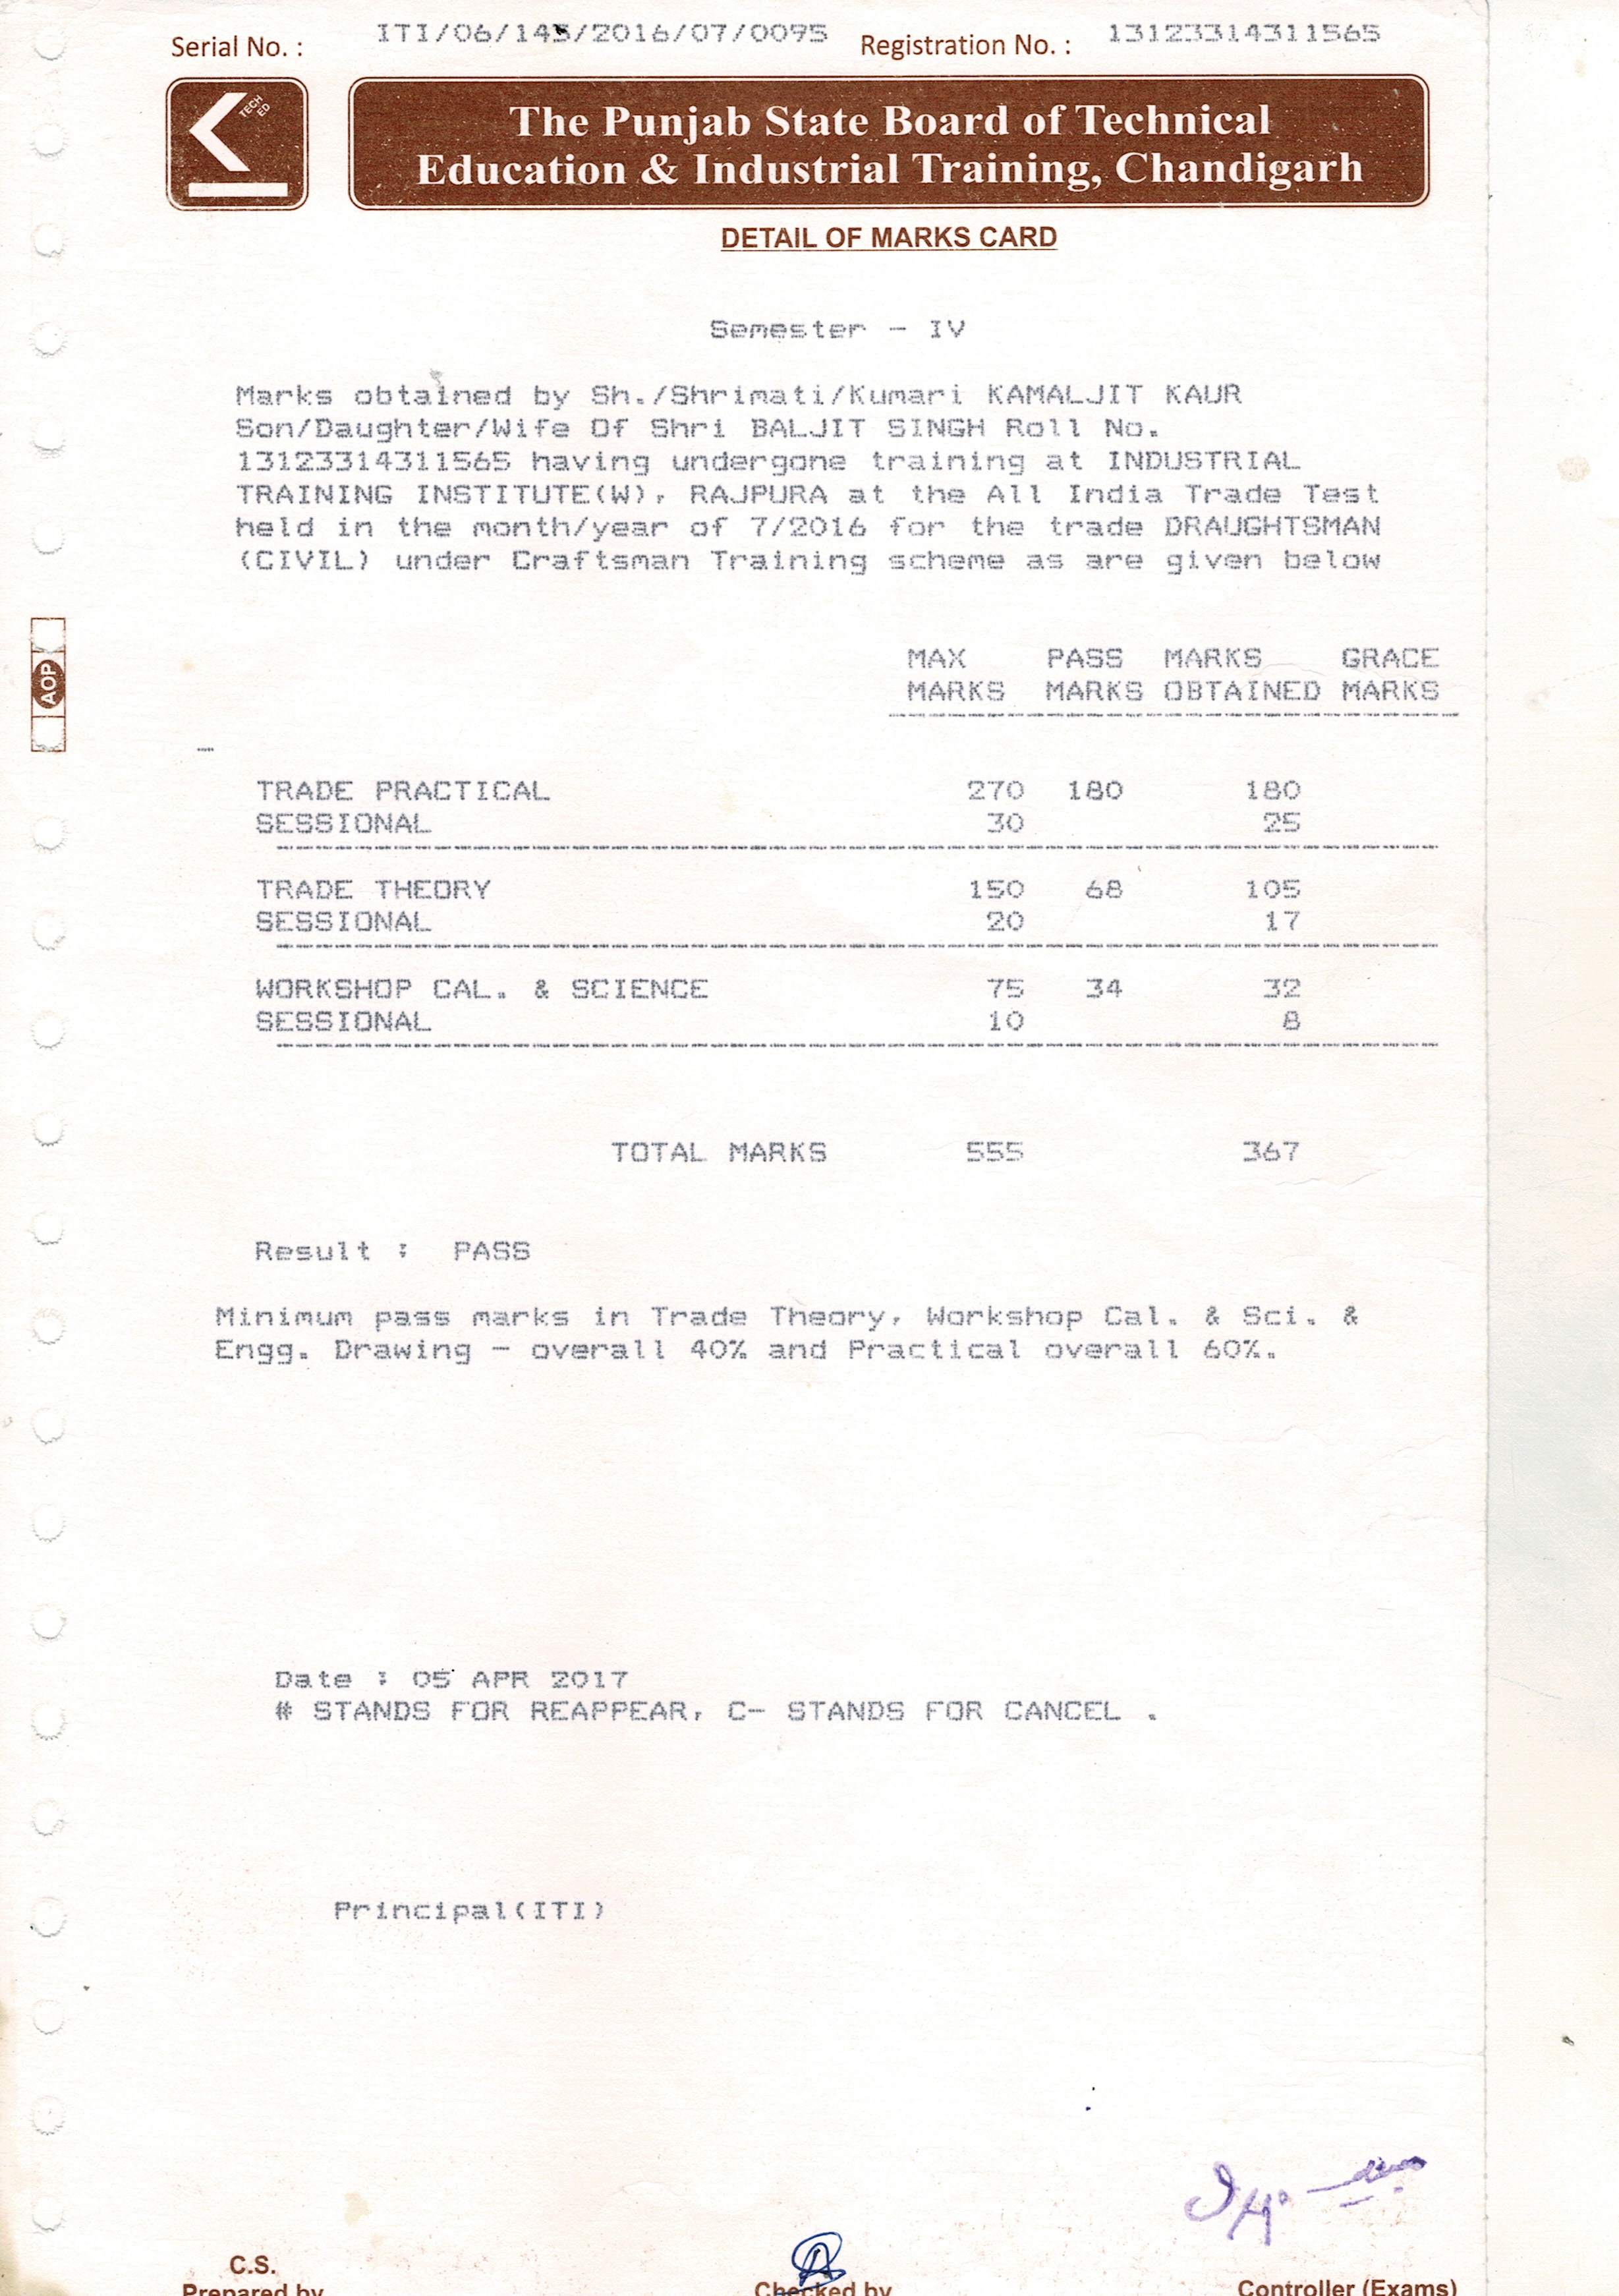 Serial No. : ITI/06/145/2016/07/0095 Registration No. : 13123314311565
TECH ED
The Punjab State Board of Technical
Education & Industrial Training, Chandigarh
DETAIL OF MARKS CARD
Semester - IV
Marks obtained by Sh./Shrimati/Kumari KAMALJIT KAUR
Son/Daughter/Wife Of Shri BALJIT SINGH Roll No.
13123314311565 having undergone training at INDUSTRIAL
TRAINING INSTITUTE(W), RAJPURA at the All India Trade Test
held in the month/year of 7/2016 for the trade DRAUGHTSMAN
(CIVIL) under Craftsman Training scheme as are given below
MAX PASS MARKS GRACE
MARKS MARKS OBTAINED MARKS
AOP
TRADE PRACTICAL 270 180 180
SESSIONAL 30 25
TRADE THEORY 150 68 105
SESSIONAL 20 17
WORKSHOP CAL. & SCIENCE 75 34 32
SESSIONAL 10 8
TOTAL MARKS 555 367
Result : PASS
Minimum pass marks in Trade Theory, Workshop Cal. & Sci. &
Engg. Drawing - overall 40% and Practical overall 60%.
Date : 05 APR 2017
# STANDS FOR REAPPEAR, C- STANDS FOR CANCEL .
Principal(ITI)
C.S.
Prepared by Checked by Controller (Exams)